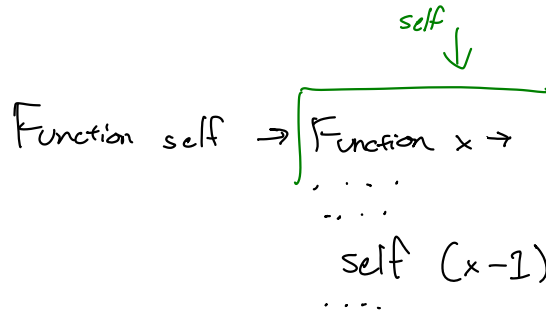 self
Function self → Function x →
. . . .
. . . .
self (x-1)
. . . .